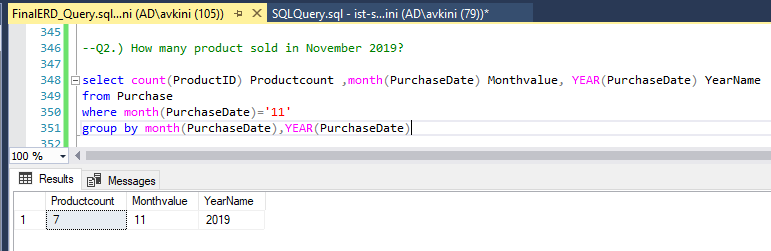 FinalERD_Query.sql...ni (AD\avkini (105)) SQLQuery.sql - ist-s...ini (AD\avkini (79))*
345
346 --Q2.) How many product sold in November 2019?
347
348 select count(ProductID) Productcount ,month(PurchaseDate) Monthvalue, YEAR(PurchaseDate) YearName
349 from Purchase
350 where month(PurchaseDate)='11'
351 group by month(PurchaseDate),YEAR(PurchaseDate)
352
100 %
Results Messages
Productcount Monthvalue YearName
1 7 11 2019